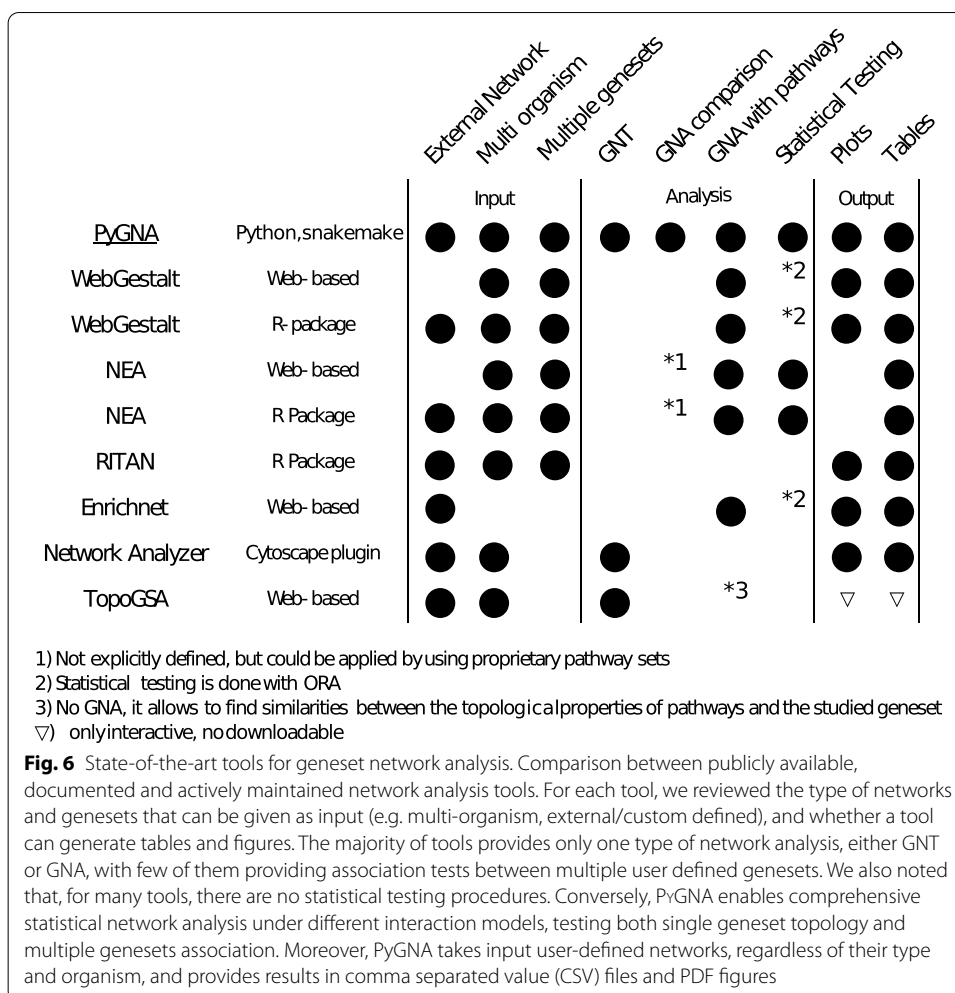 External Network
Multi organism
Multiple genesets
GNT
GNA comparison
GNA with pathways
Statistical Testing
Plots
Tables
Input Analysis Output
PyGNA Python, snakemake
WebGestalt Web- based *2
WebGestalt R- package *2
NEA Web- based *1
NEA R Package *1
RITAN R Package
Enrichnet Web- based *2
Network Analyzer Cytoscape plugin
TopoGSA Web- based *3 ▽ ▽
1) Not explicitly defined, but could be applied by using proprietary pathway sets
2) Statistical testing is done with ORA
3) No GNA, it allows to find similarities between the topological properties of pathways and the studied geneset
▽) only interactive, no downloadable
Fig. 6 State-of-the-art tools for geneset network analysis. Comparison between publicly available,
documented and actively maintained network analysis tools. For each tool, we reviewed the type of networks
and genesets that can be given as input (e.g. multi-organism, external/custom defined), and whether a tool
can generate tables and figures. The majority of tools provides only one type of network analysis, either GNT
or GNA, with few of them providing association tests between multiple user defined genesets. We also noted
that, for many tools, there are no statistical testing procedures. Conversely, PyGNA enables comprehensive
statistical network analysis under different interaction models, testing both single geneset topology and
multiple genesets association. Moreover, PyGNA takes input user-defined networks, regardless of their type
and organism, and provides results in comma separated value (CSV) files and PDF figures